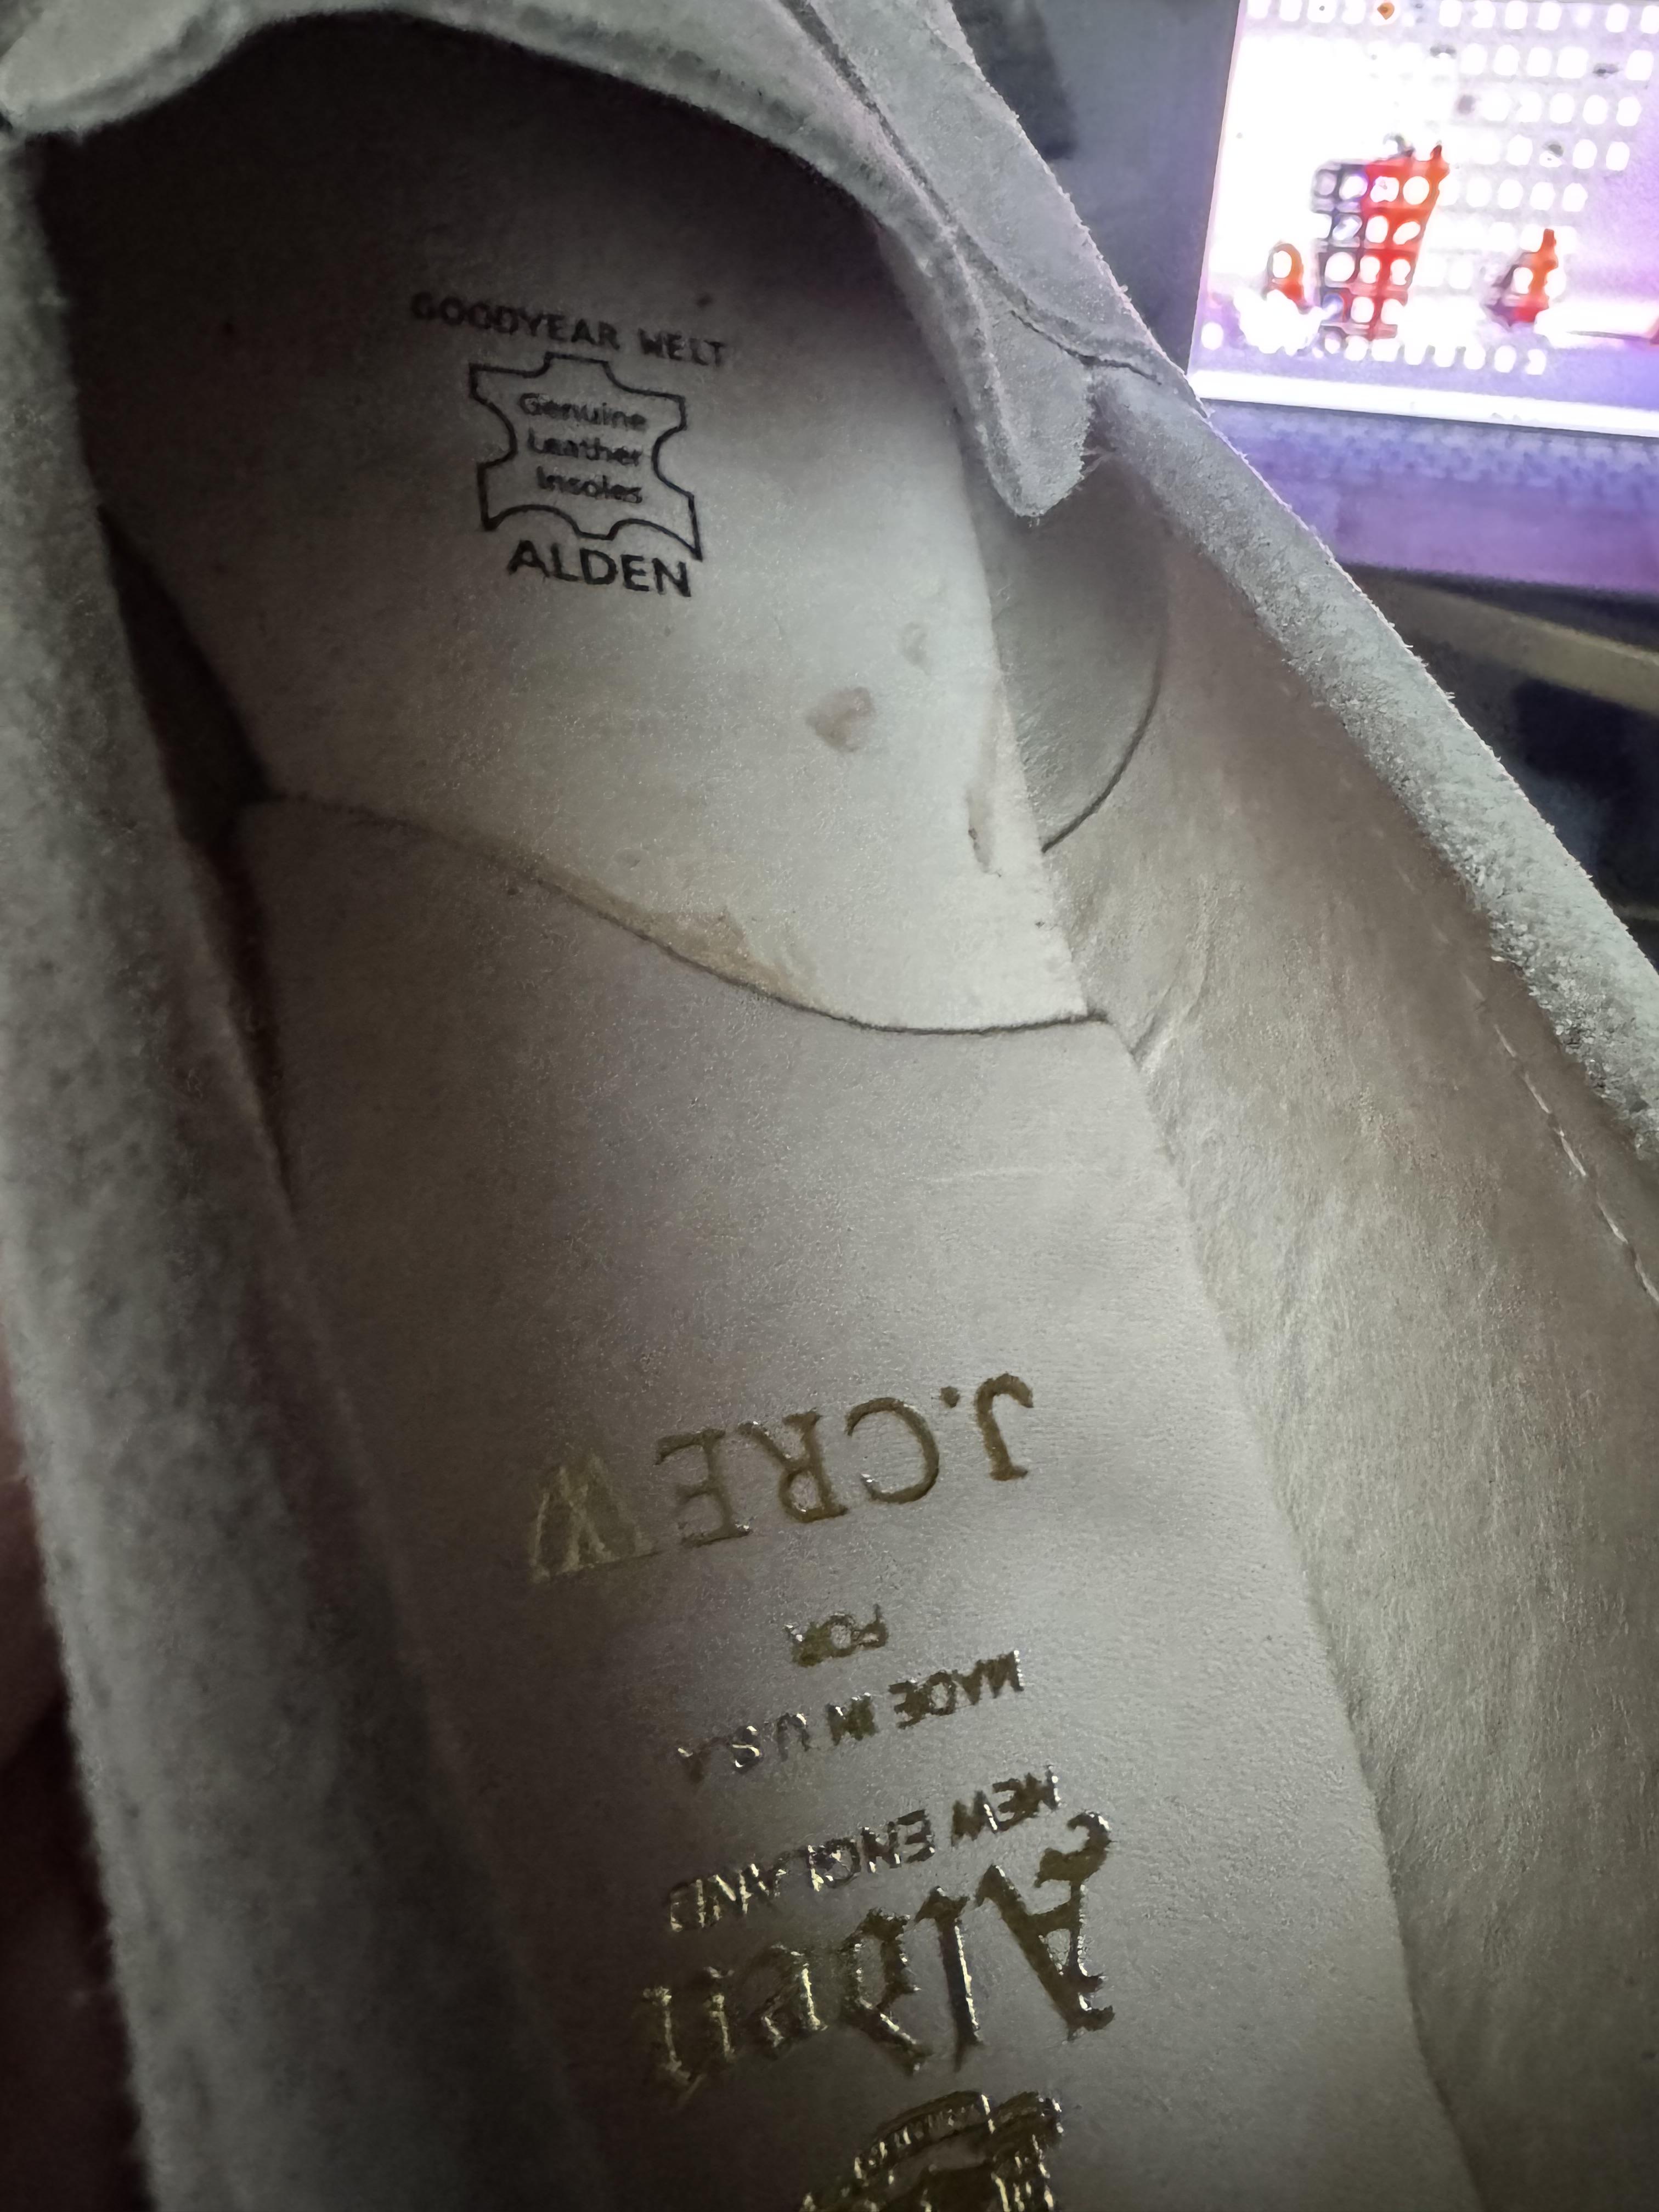 GOODYEAR WELT
Genuine
Leather
Insoles
ALDEN
Alden
NEW ENGLAND
MADE IN U.S.A
FOR
J.CREW